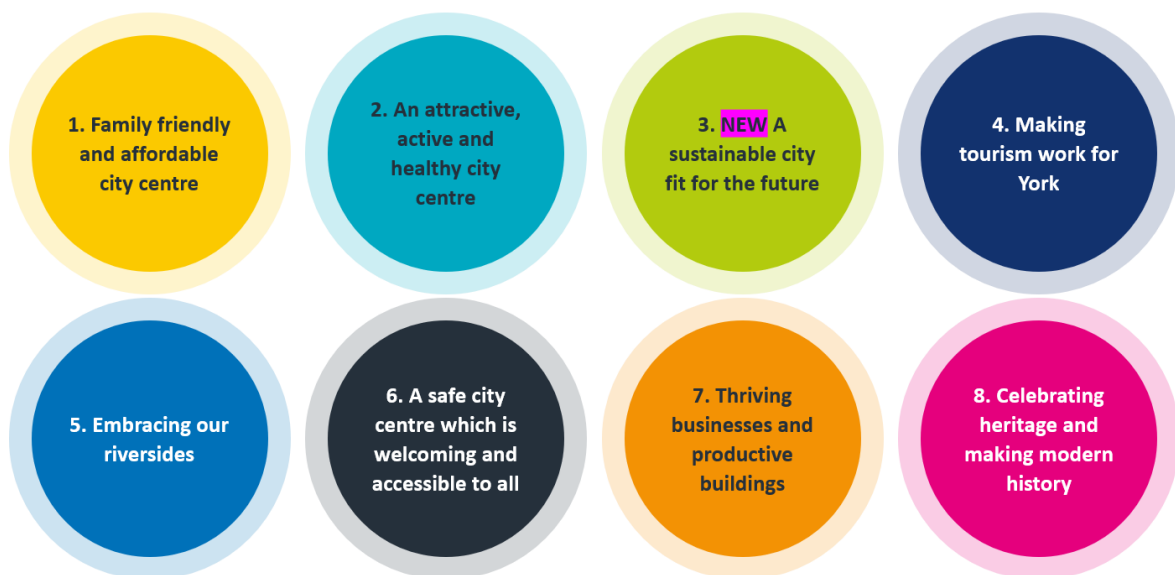 1. Family friendly
and affordable
city centre
2. An attractive,
active and
healthy city
centre
3. NEW A
sustainable city
fit for the future
4. Making
tourism work for
York
5. Embracing our
riversides
6. A safe city
centre which is
welcoming and
accessible to all
7. Thriving
businesses and
productive
buildings
8. Celebrating
heritage and
making modern
history